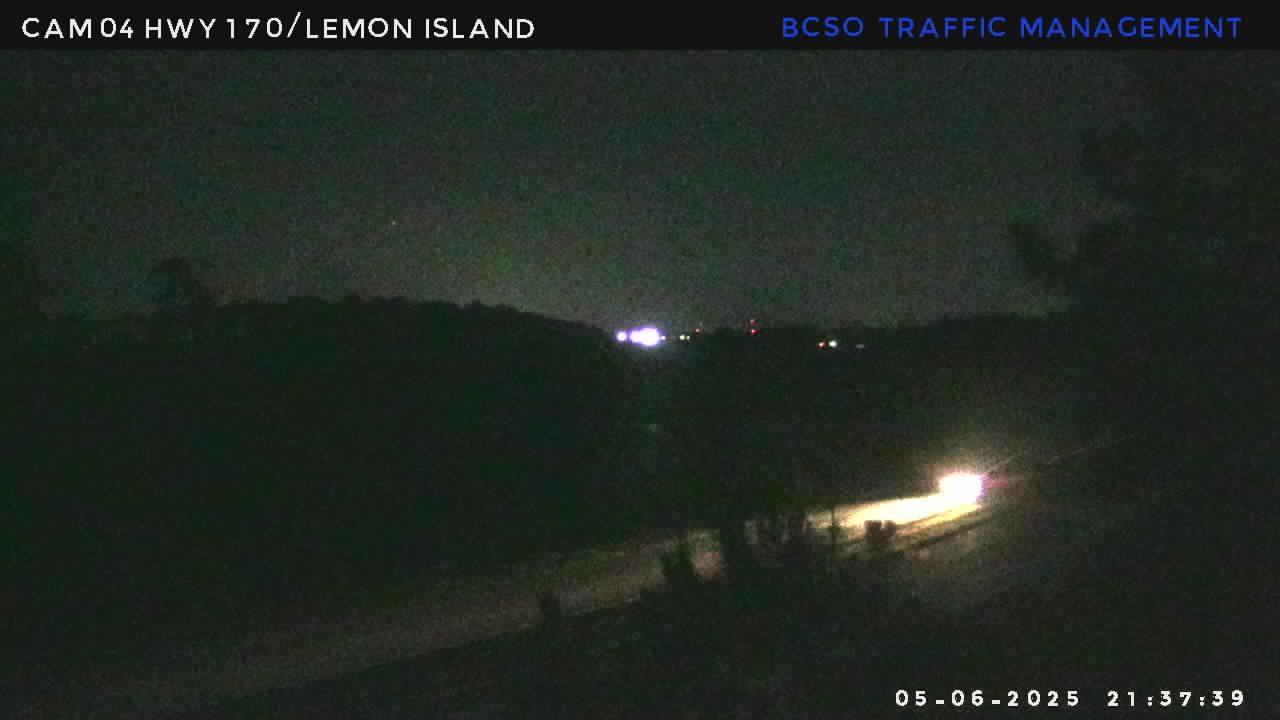 CAM04 HWY 170/LEMON ISLAND
BCSO TRAFFIC MANAGEMENT
05-06-2025 21:37:39